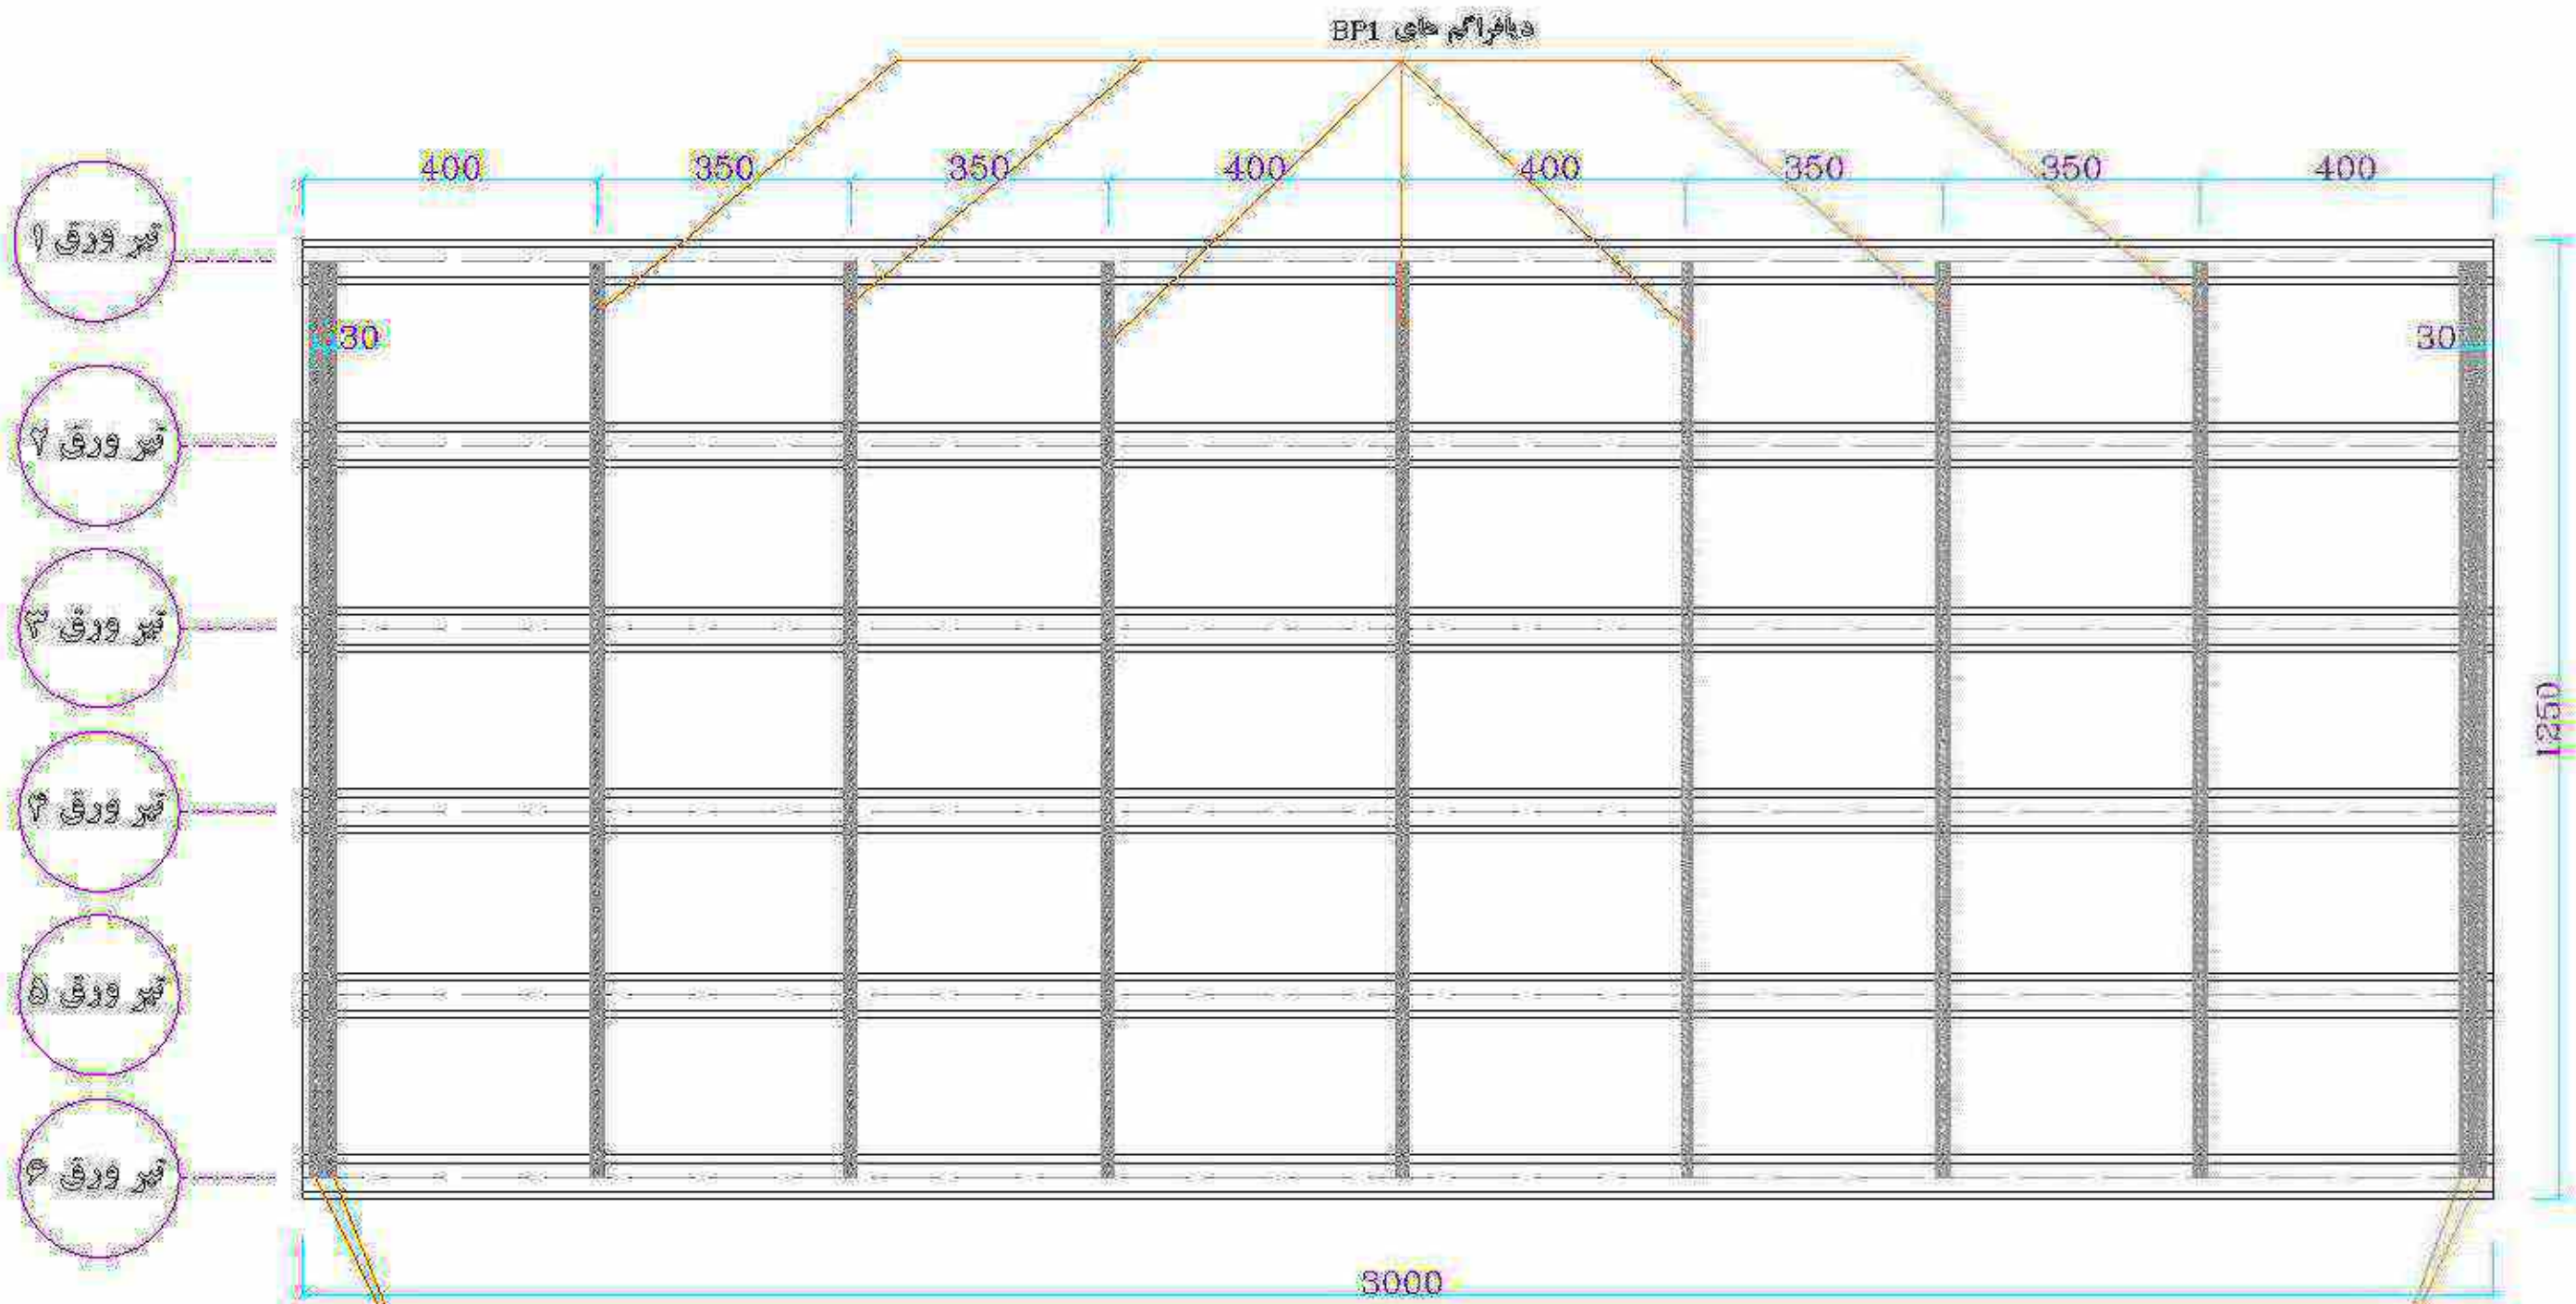 دیافراگم های BP1
400 350 350 400 400 350 350 400
تیر ورق ۱
30 30
تیر ورق ۲
تیر ورق ۳
1250
تیر ورق ۴
تیر ورق ۵
تیر ورق ۶
3000